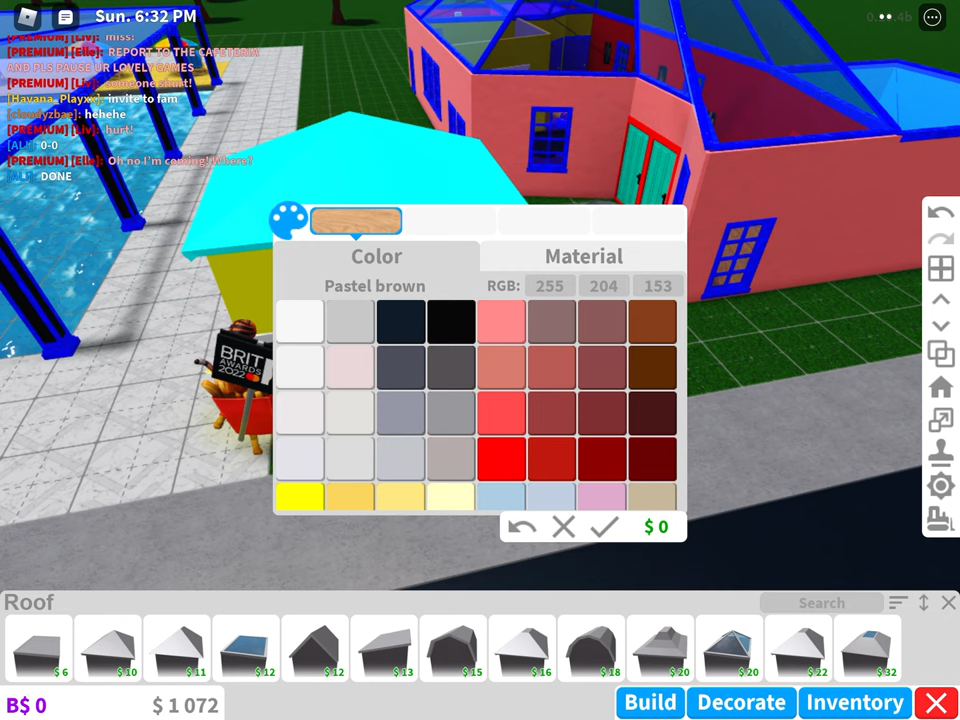 Sun. 6:32 PM
[PREMIUM] [Liv]: miss!
[PREMIUM] [Elle]: REPORT TO THE CAFETERIA
AND PLS PAUSE UR LOVELY GAMES
[PREMIUM] [Liv]: someone shurt!
[Havana_Playxx]: invite to fam
[cloudyzbae]: hehehe
[PREMIUM] [Liv]: hurt!
[ALI]: 0-0
[PREMIUM] [Elle]: Oh no I'm coming! Where?
[ALI]: DONE
Color
Material
Pastel brown
RGB: 255 204 153
BRIT
AWARDS
2022
$ 0
Roof
Search
$ 6
$ 10
$ 11
$ 12
$ 12
$ 13
$ 15
$ 16
$ 18
$ 20
$ 20
$ 22
$ 32
B$ 0
$ 1 072
Build
Decorate
Inventory